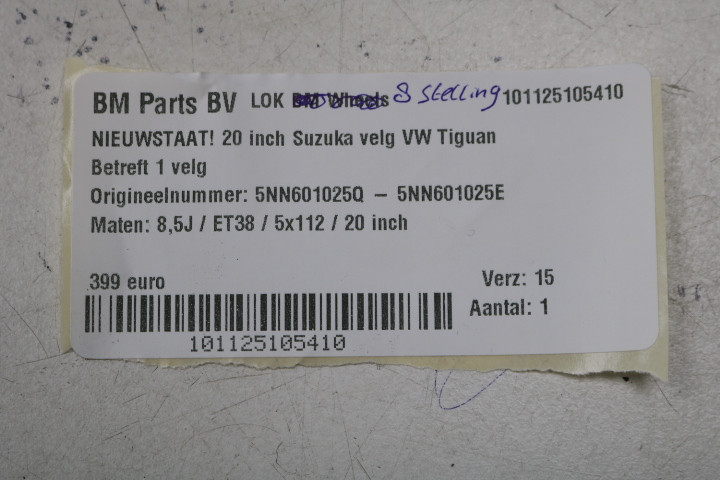 BM Parts BV LOK BM Wheels 8 Stelling 101125105410
NIEUWSTAAT! 20 inch Suzuka velg VW Tiguan
Betreft 1 velg
Origineelnummer: 5NN601025Q – 5NN601025E
Maten: 8,5J / ET38 / 5x112 / 20 inch
399 euro Verz: 15
Aantal: 1
101125105410